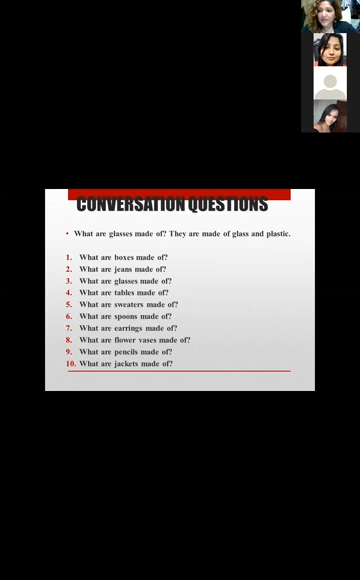 CONVERSATION QUESTIONS
• What are glasses made of? They are made of glass and plastic.
1. What are boxes made of?
2. What are jeans made of?
3. What are glasses made of?
4. What are tables made of?
5. What are sweaters made of?
6. What are spoons made of?
7. What are earrings made of?
8. What are flower vases made of?
9. What are pencils made of?
10. What are jackets made of?